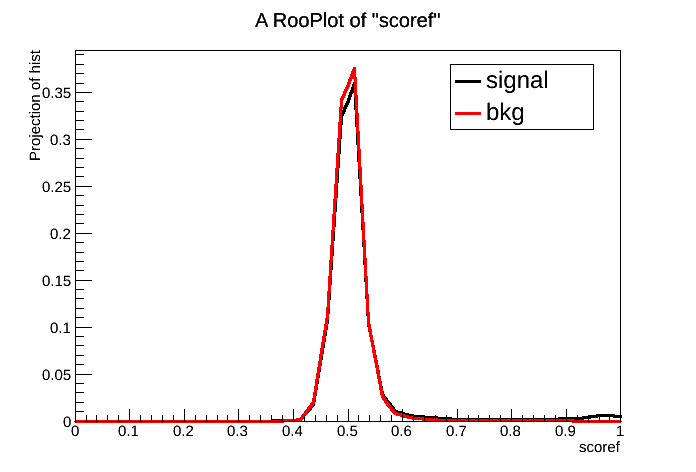 A RooPlot of "scoref"
Projection of hist
signal
bkg
0.35
0.3
0.25
0.2
0.15
0.1
0.05
0
0 0.1 0.2 0.3 0.4 0.5 0.6 0.7 0.8 0.9 1
scoref